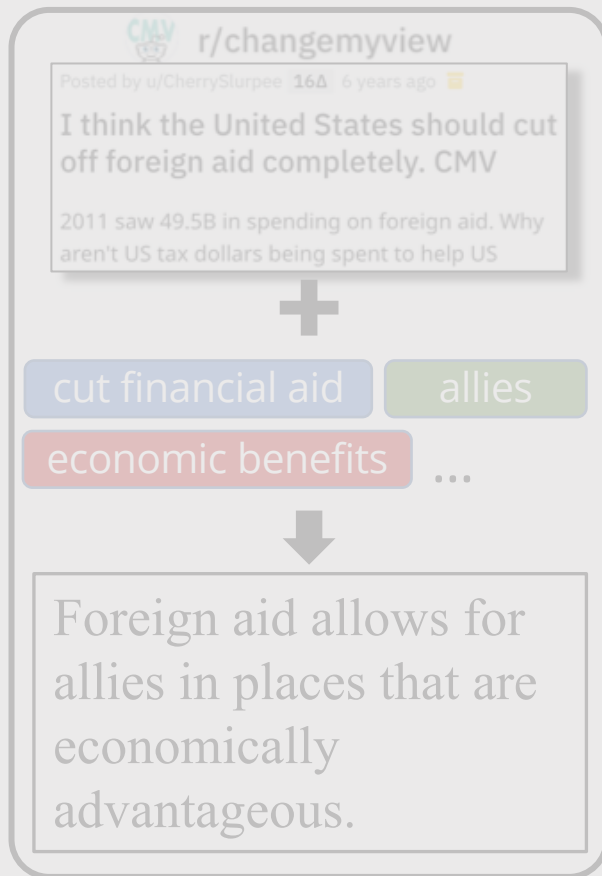 CMV r/changemyview
Posted by u/CherrySlurpee 16Δ 6 years ago
I think the United States should cut
off foreign aid completely. CMV
2011 saw 49.5B in spending on foreign aid. Why
aren't US tax dollars being spent to help US
cut financial aid allies
economic benefits ...
Foreign aid allows for
allies in places that are
economically
advantageous.